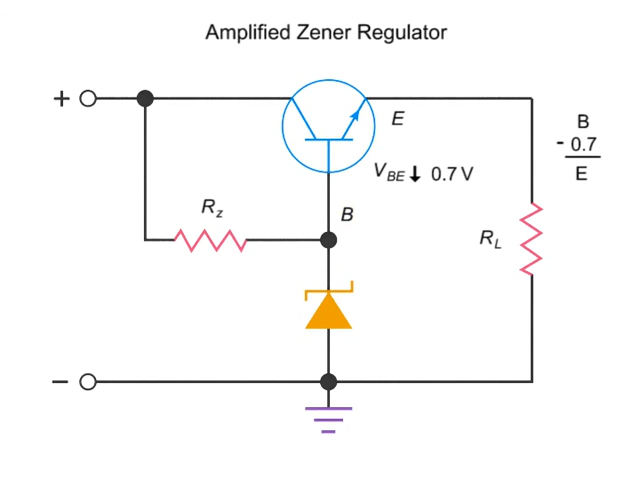 Amplified Zener Regulator
+
E
B
- 0.7
E
V_BE ↓ 0.7 V
R_z
B
R_L
−